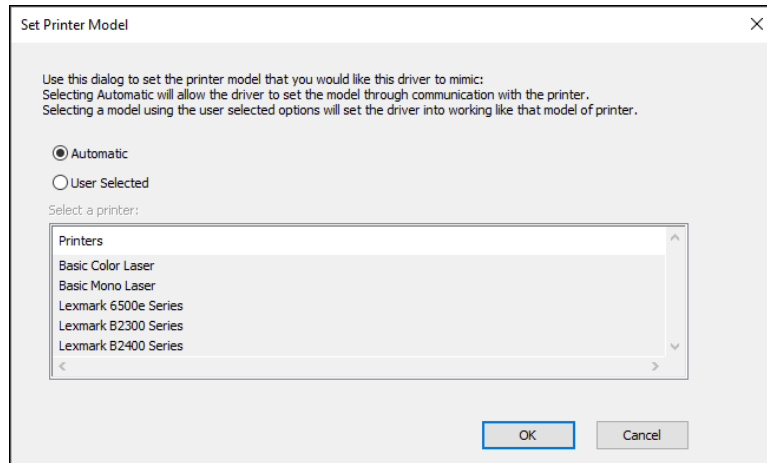 Set Printer Model
Use this dialog to set the printer model that you would like this driver to mimic:
Selecting Automatic will allow the driver to set the model through communication with the printer.
Selecting a model using the user selected options will set the driver into working like that model of printer.
Automatic
User Selected
Select a printer:
Printers
Basic Color Laser
Basic Mono Laser
Lexmark 6500e Series
Lexmark B2300 Series
Lexmark B2400 Series
OK Cancel